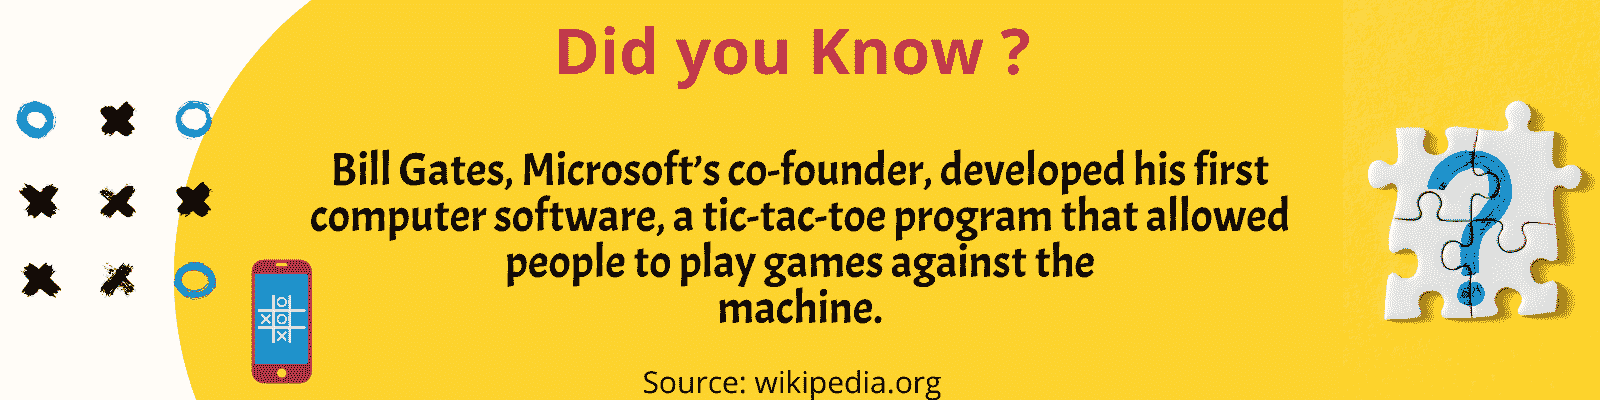 Did you Know ?
Bill Gates, Microsoft's co-founder, developed his first
computer software, a tic-tac-toe program that allowed
people to play games against the
machine.
Source: wikipedia.org